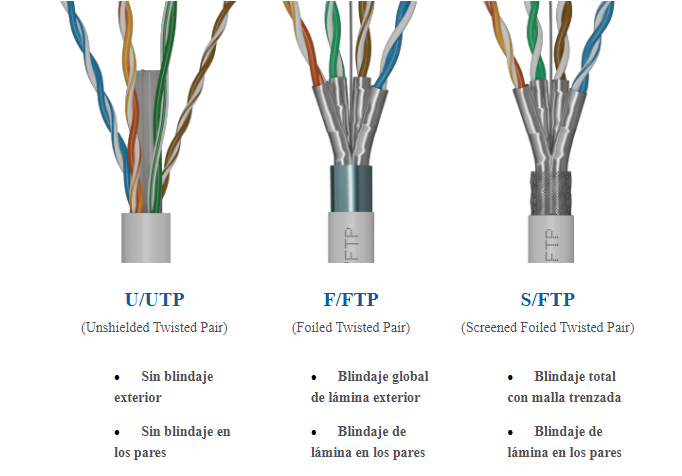 FTP
FTP
U/UTP
(Unshielded Twisted Pair)
Sin blindaje
exterior
Sin blindaje en
los pares
F/FTP
(Foiled Twisted Pair)
Blindaje global
de lámina exterior
Blindaje de
lámina en los pares
S/FTP
(Screened Foiled Twisted Pair)
Blindaje total
con malla trenzada
Blindaje de
lámina en los pares